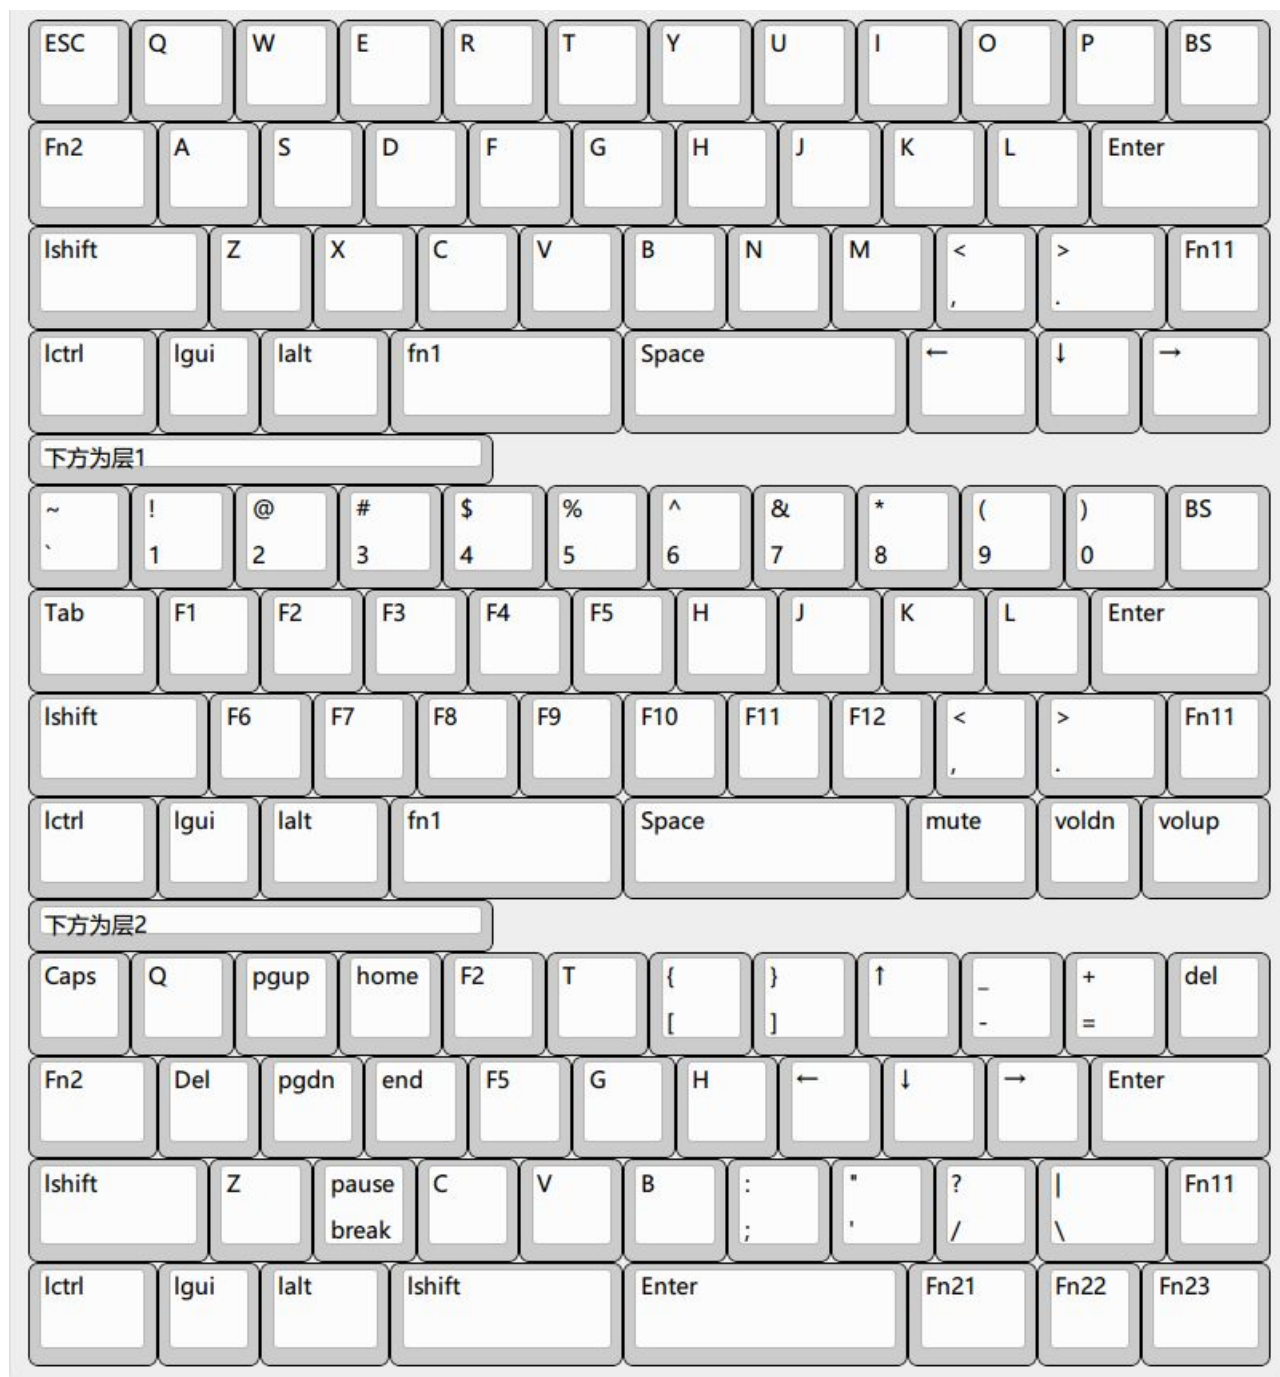 ESC Q W E R T Y U I O P BS
Fn2 A S D F G H J K L Enter
lshift Z X C V B N M < > Fn11
, .
lctrl lgui lalt fn1 Space ← ↓ →
下方为层1
~ ! @ # $ % ^ & * ( ) BS
` 1 2 3 4 5 6 7 8 9 0
Tab F1 F2 F3 F4 F5 H J K L Enter
lshift F6 F7 F8 F9 F10 F11 F12 < > Fn11
, .
lctrl lgui lalt fn1 Space mute voldn volup
下方为层2
Caps Q pgup home F2 T { } ↑ _ + del
[ ] - =
Fn2 Del pgdn end F5 G H ← ↓ → Enter
lshift Z pause C V B : " ? | Fn11
break ; ' / \
lctrl lgui lalt lshift Enter Fn21 Fn22 Fn23